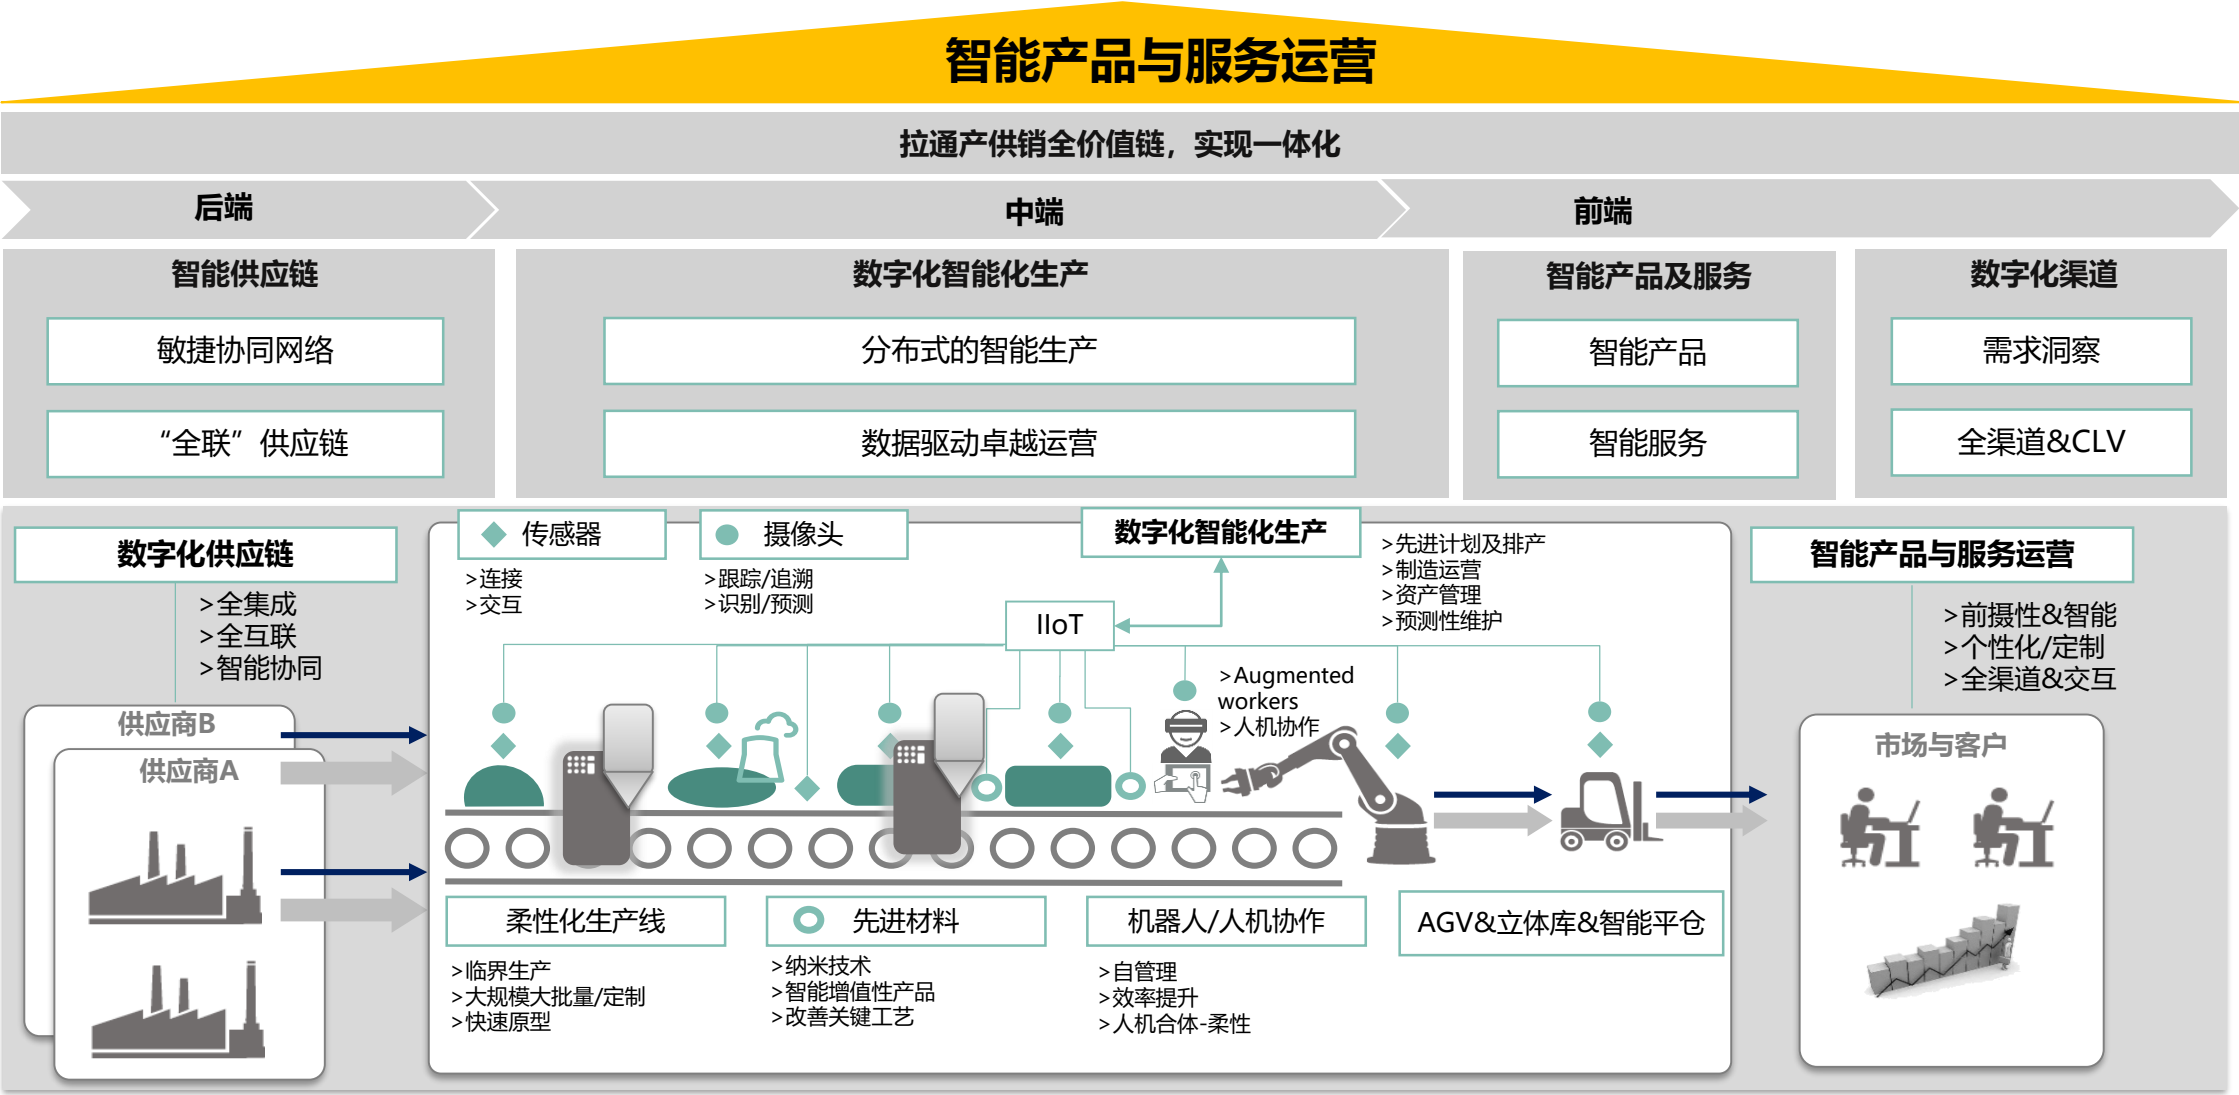 智能产品与服务运营
拉通产供销全价值链，实现一体化
后端
中端
前端
智能供应链
敏捷协同网络
“全联”供应链
数字化智能化生产
分布式的智能生产
数据驱动卓越运营
智能产品及服务
智能产品
智能服务
数字化渠道
需求洞察
全渠道&CLV
数字化供应链
>全集成
>全互联
>智能协同
供应商B
供应商A
传感器
>连接
>交互
摄像头
>跟踪/追溯
>识别/预测
数字化智能化生产
>先进计划及排产
>制造运营
>资产管理
>预测性维护
IIoT
>Augmented
workers
>人机协作
柔性化生产线
>临界生产
>大规模大批量/定制
>快速原型
先进材料
>纳米技术
>智能增值性产品
>改善关键工艺
机器人/人机协作
>自管理
>效率提升
>人机合体-柔性
AGV&立体库&智能平仓
智能产品与服务运营
>前摄性&智能
>个性化/定制
>全渠道&交互
市场与客户